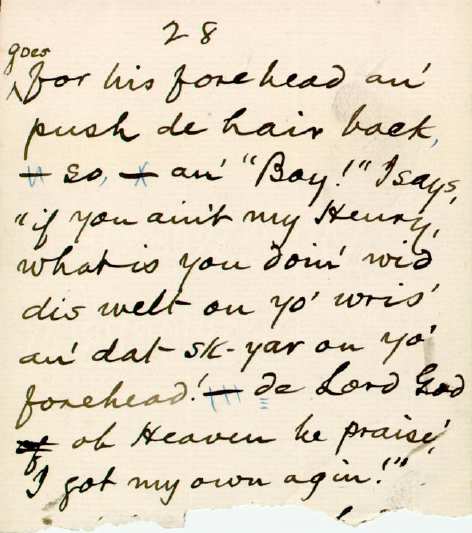 28
goes
for his forehead an'
push de hair back,
— so, — an' "Boy!" I says,
"if you ain't my Henry,
what is you doin' wid
dis welt on yo' wris'
an' dat sk-yar on yo'
forehead! — de Lord God
of ob Heaven be praise',
I got my own agin!"